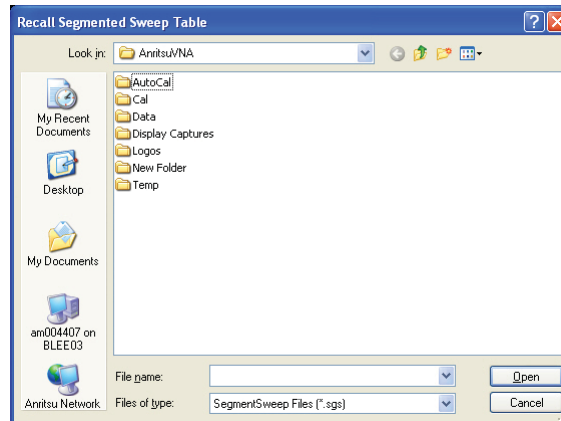 Recall Segmented Sweep Table
Look in: AnritsuVNA
My Recent
Documents
Desktop
My Documents
am004407 on
BLEE03
Anritsu Network
AutoCal
Cal
Data
Display Captures
Logos
New Folder
Temp
File name:
Open
Files of type: SegmentSweep Files (*.sgs)
Cancel